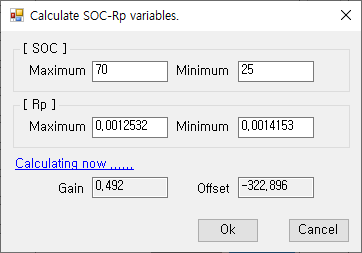 Calculate SOC-Rp variables.
[ SOC ]
Maximum 70 Minimum 25
[ Rp ]
Maximum 0,0012532 Minimum 0,0014153
Calculating now ,,,,,,
Gain 0,492 Offset -322,896
Ok Cancel